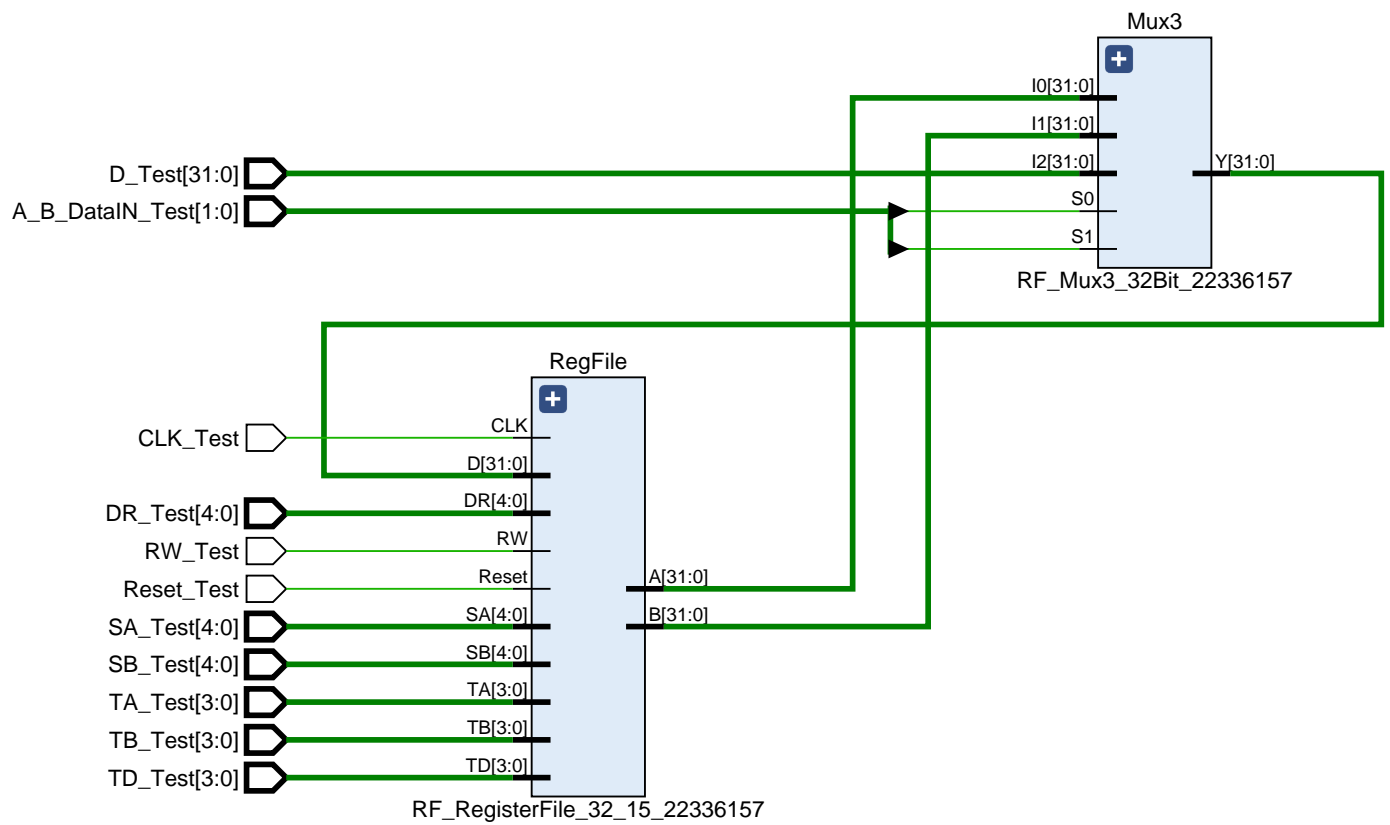 Mux3
I0[31:0]
I1[31:0]
D_Test[31:0]
I2[31:0]
Y[31:0]
A_B_DataIN_Test[1:0]
S0
S1
RF_Mux3_32Bit_22336157
RegFile
CLK_Test
CLK
D[31:0]
DR_Test[4:0]
DR[4:0]
RW_Test
RW
Reset_Test
Reset
A[31:0]
SA_Test[4:0]
SA[4:0]
B[31:0]
SB_Test[4:0]
SB[4:0]
TA_Test[3:0]
TA[3:0]
TB_Test[3:0]
TB[3:0]
TD_Test[3:0]
TD[3:0]
RF_RegisterFile_32_15_22336157